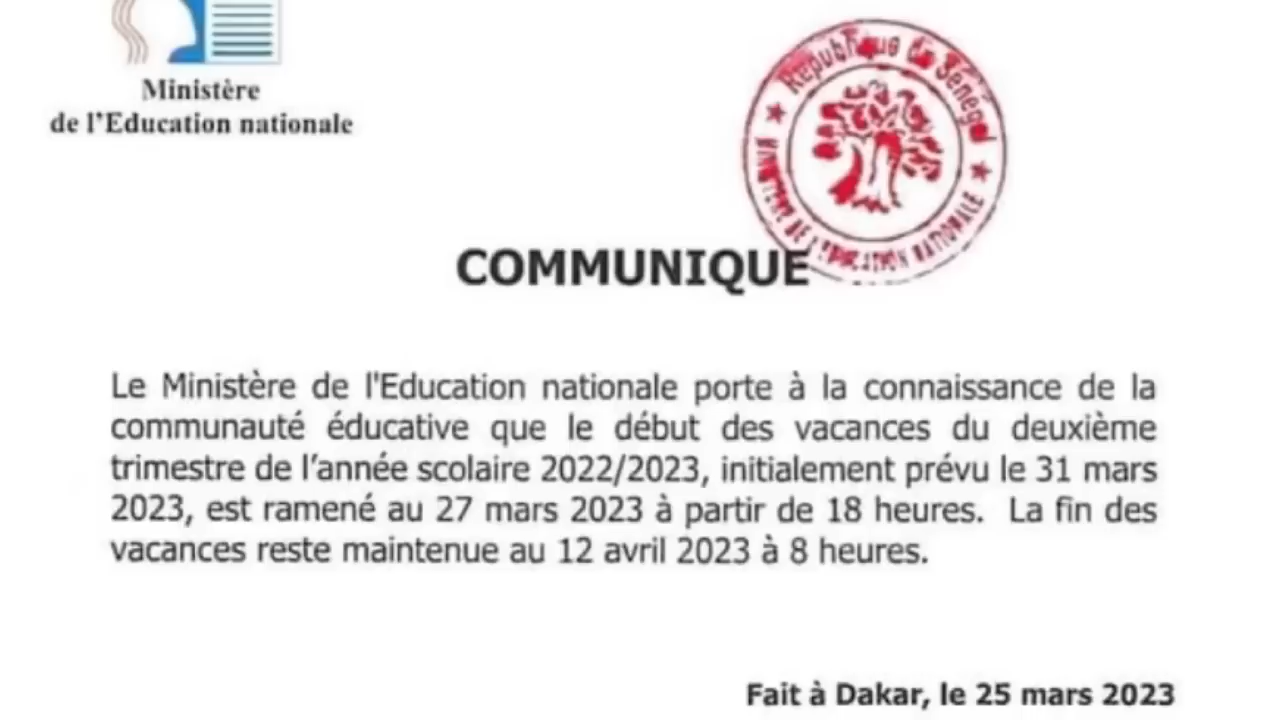 Ministère
de l'Education nationale
République du Sénégal
MINISTERE DE L'EDUCATION NATIONALE
COMMUNIQUE
Le Ministère de l'Education nationale porte à la connaissance de la
communauté éducative que le début des vacances du deuxième
trimestre de l’année scolaire 2022/2023, initialement prévu le 31 mars
2023, est ramené au 27 mars 2023 à partir de 18 heures. La fin des
vacances reste maintenue au 12 avril 2023 à 8 heures.
Fait à Dakar, le 25 mars 2023